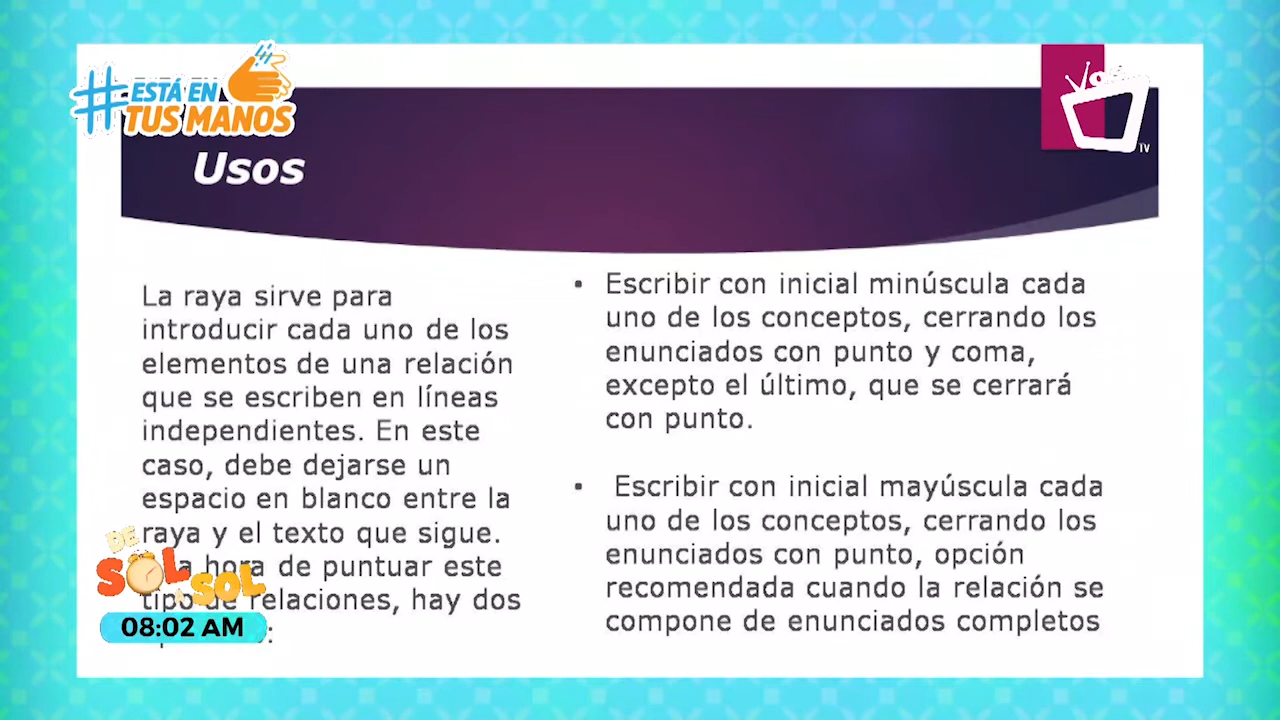 #ESTÁ EN
TUS MANOS
TV
Usos
La raya sirve para
introducir cada uno de los
elementos de una relación
que se escriben en líneas
independientes. En este
caso, debe dejarse un
espacio en blanco entre la
raya y el texto que sigue.
hora de puntuar este
tipo de relaciones, hay dos
• Escribir con inicial minúscula cada
uno de los conceptos, cerrando los
enunciados con punto y coma,
excepto el último, que se cerrará
con punto.
• Escribir con inicial mayúscula cada
uno de los conceptos, cerrando los
enunciados con punto, opción
recomendada cuando la relación se
compone de enunciados completos
DE
SOL A
SOL
08:02 AM